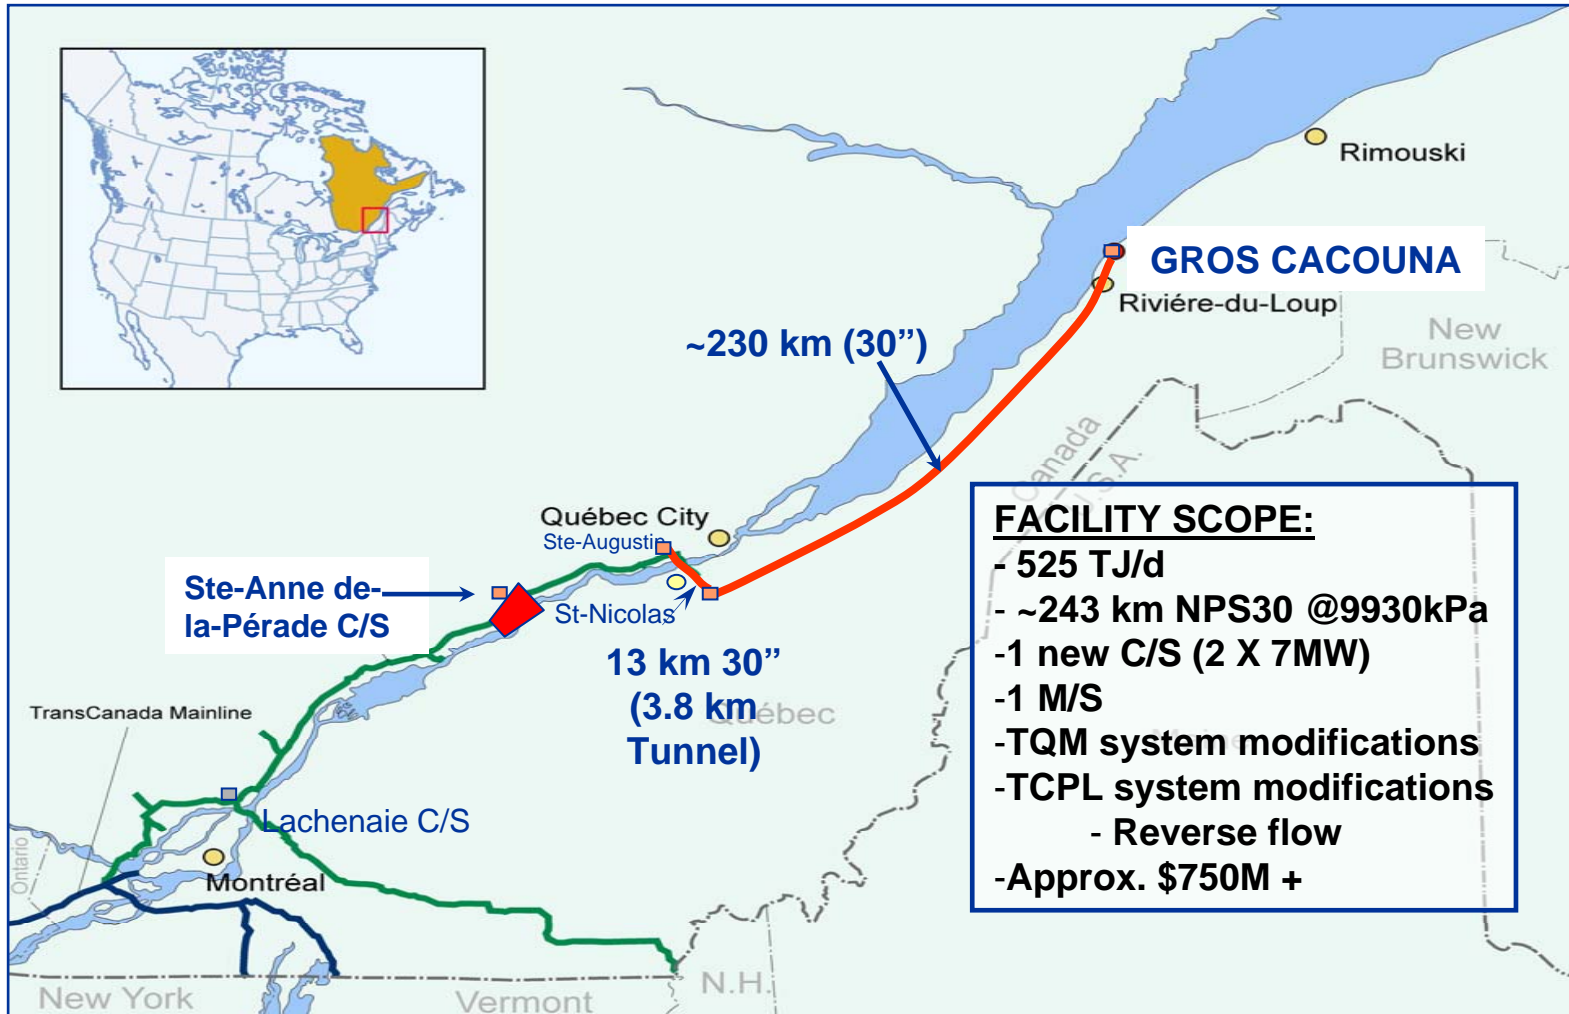 Rimouski
GROS CACOUNA
Riviére-du-Loup
New
Brunswick
~230 km (30”)
Canada
U.S.A.
Québec City
Ste-Augustin
Ste-Anne de-
la-Pérade C/S
St-Nicolas
13 km 30”
(3.8 km
Tunnel)
Québec
TransCanada Mainline
Lachenaie C/S
Montréal
Ontario
New York
Vermont
N.H.
Maine
FACILITY SCOPE:
- 525 TJ/d
- ~243 km NPS30 @9930kPa
-1 new C/S (2 X 7MW)
-1 M/S
-TQM system modifications
-TCPL system modifications
- Reverse flow
-Approx. $750M +